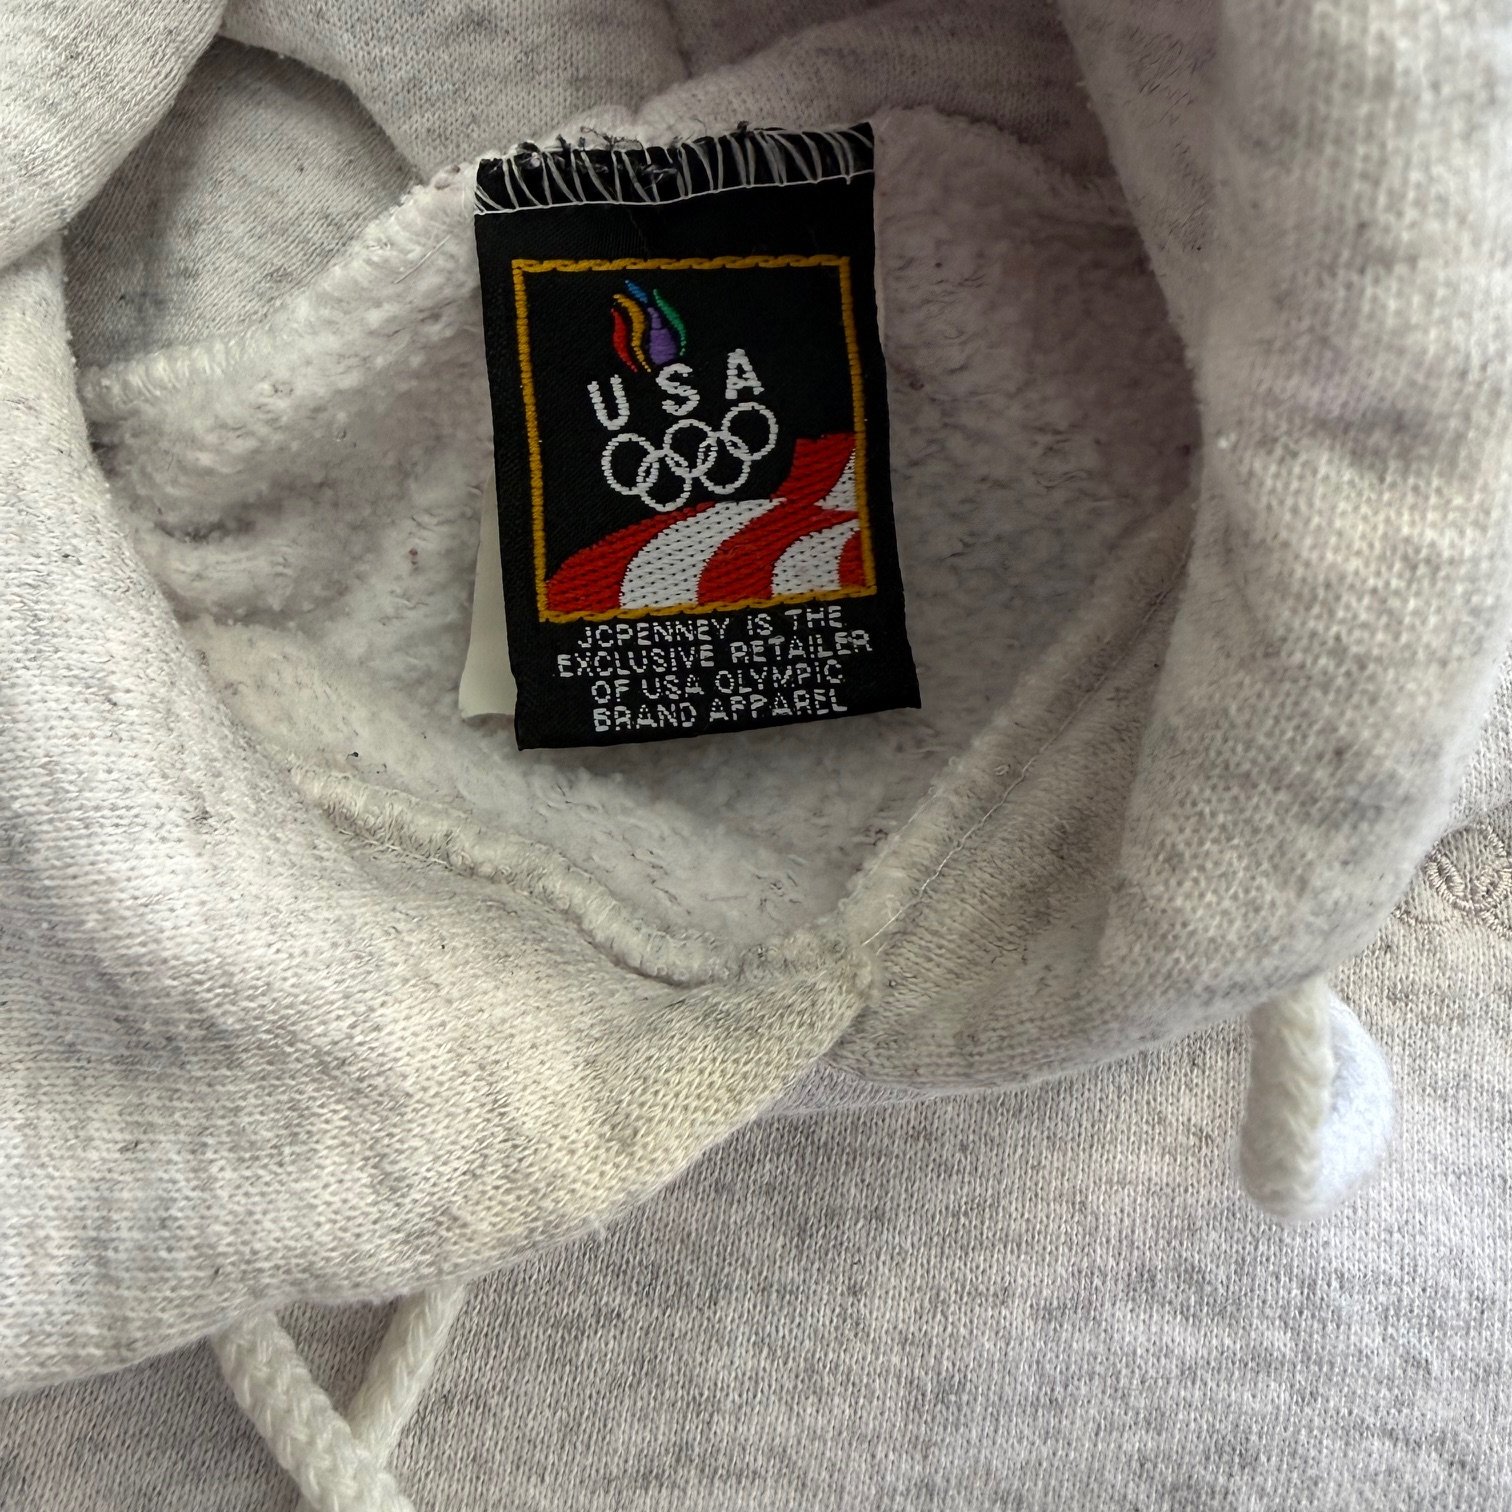 USA
JCPENNEY IS THE
EXCLUSIVE RETAILER
OF USA OLYMPIC
BRAND APPAREL